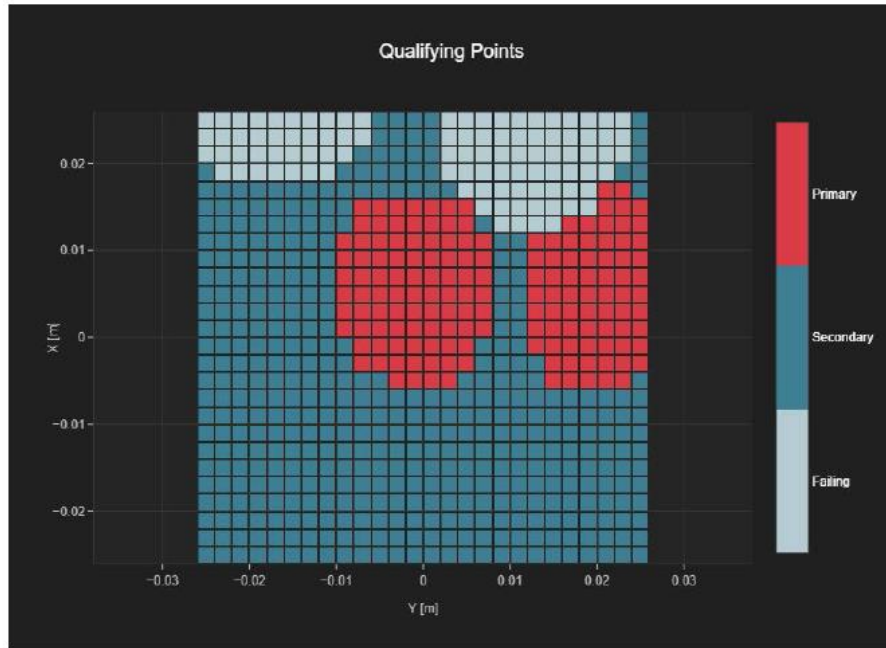 Qualifying Points
0.02
0.01
0
−0.01
−0.02
X [m]
−0.03
−0.02
−0.01
0
0.01
0.02
0.03
Y [m]
Primary
Secondary
Failing